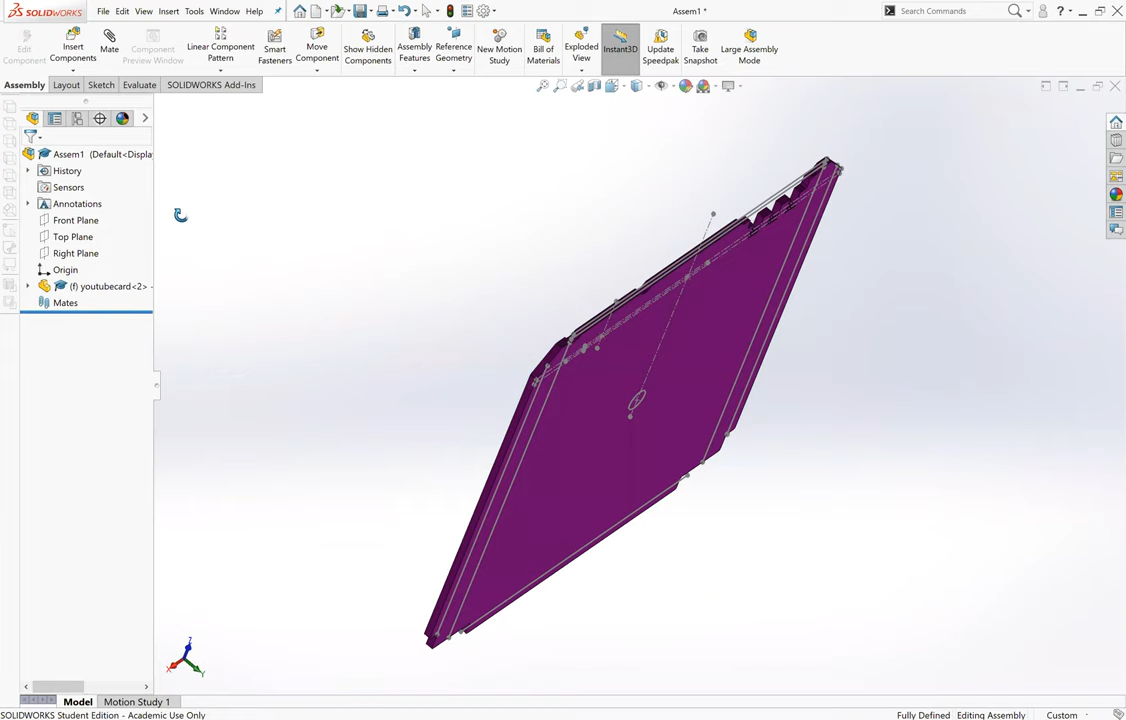 SOLIDWORKS
File Edit View Insert Tools Window Help
Assem1 *
Search Commands
Edit Component
Insert Components
Mate
Component Preview Window
Linear Component Pattern
Smart Fasteners
Move Component
Show Hidden Components
Assembly Features
Reference Geometry
New Motion Study
Bill of Materials
Exploded View
Instant3D
Update Speedpak
Take Snapshot
Large Assembly Mode
Assembly Layout Sketch Evaluate SOLIDWORKS Add-Ins
Assem1 (Default<Displa
History
Sensors
Annotations
Front Plane
Top Plane
Right Plane
Origin
(f) youtubecard<2>
Mates
Z
X
Y
Model Motion Study 1
SOLIDWORKS Student Edition - Academic Use Only
Fully Defined Editing Assembly Custom